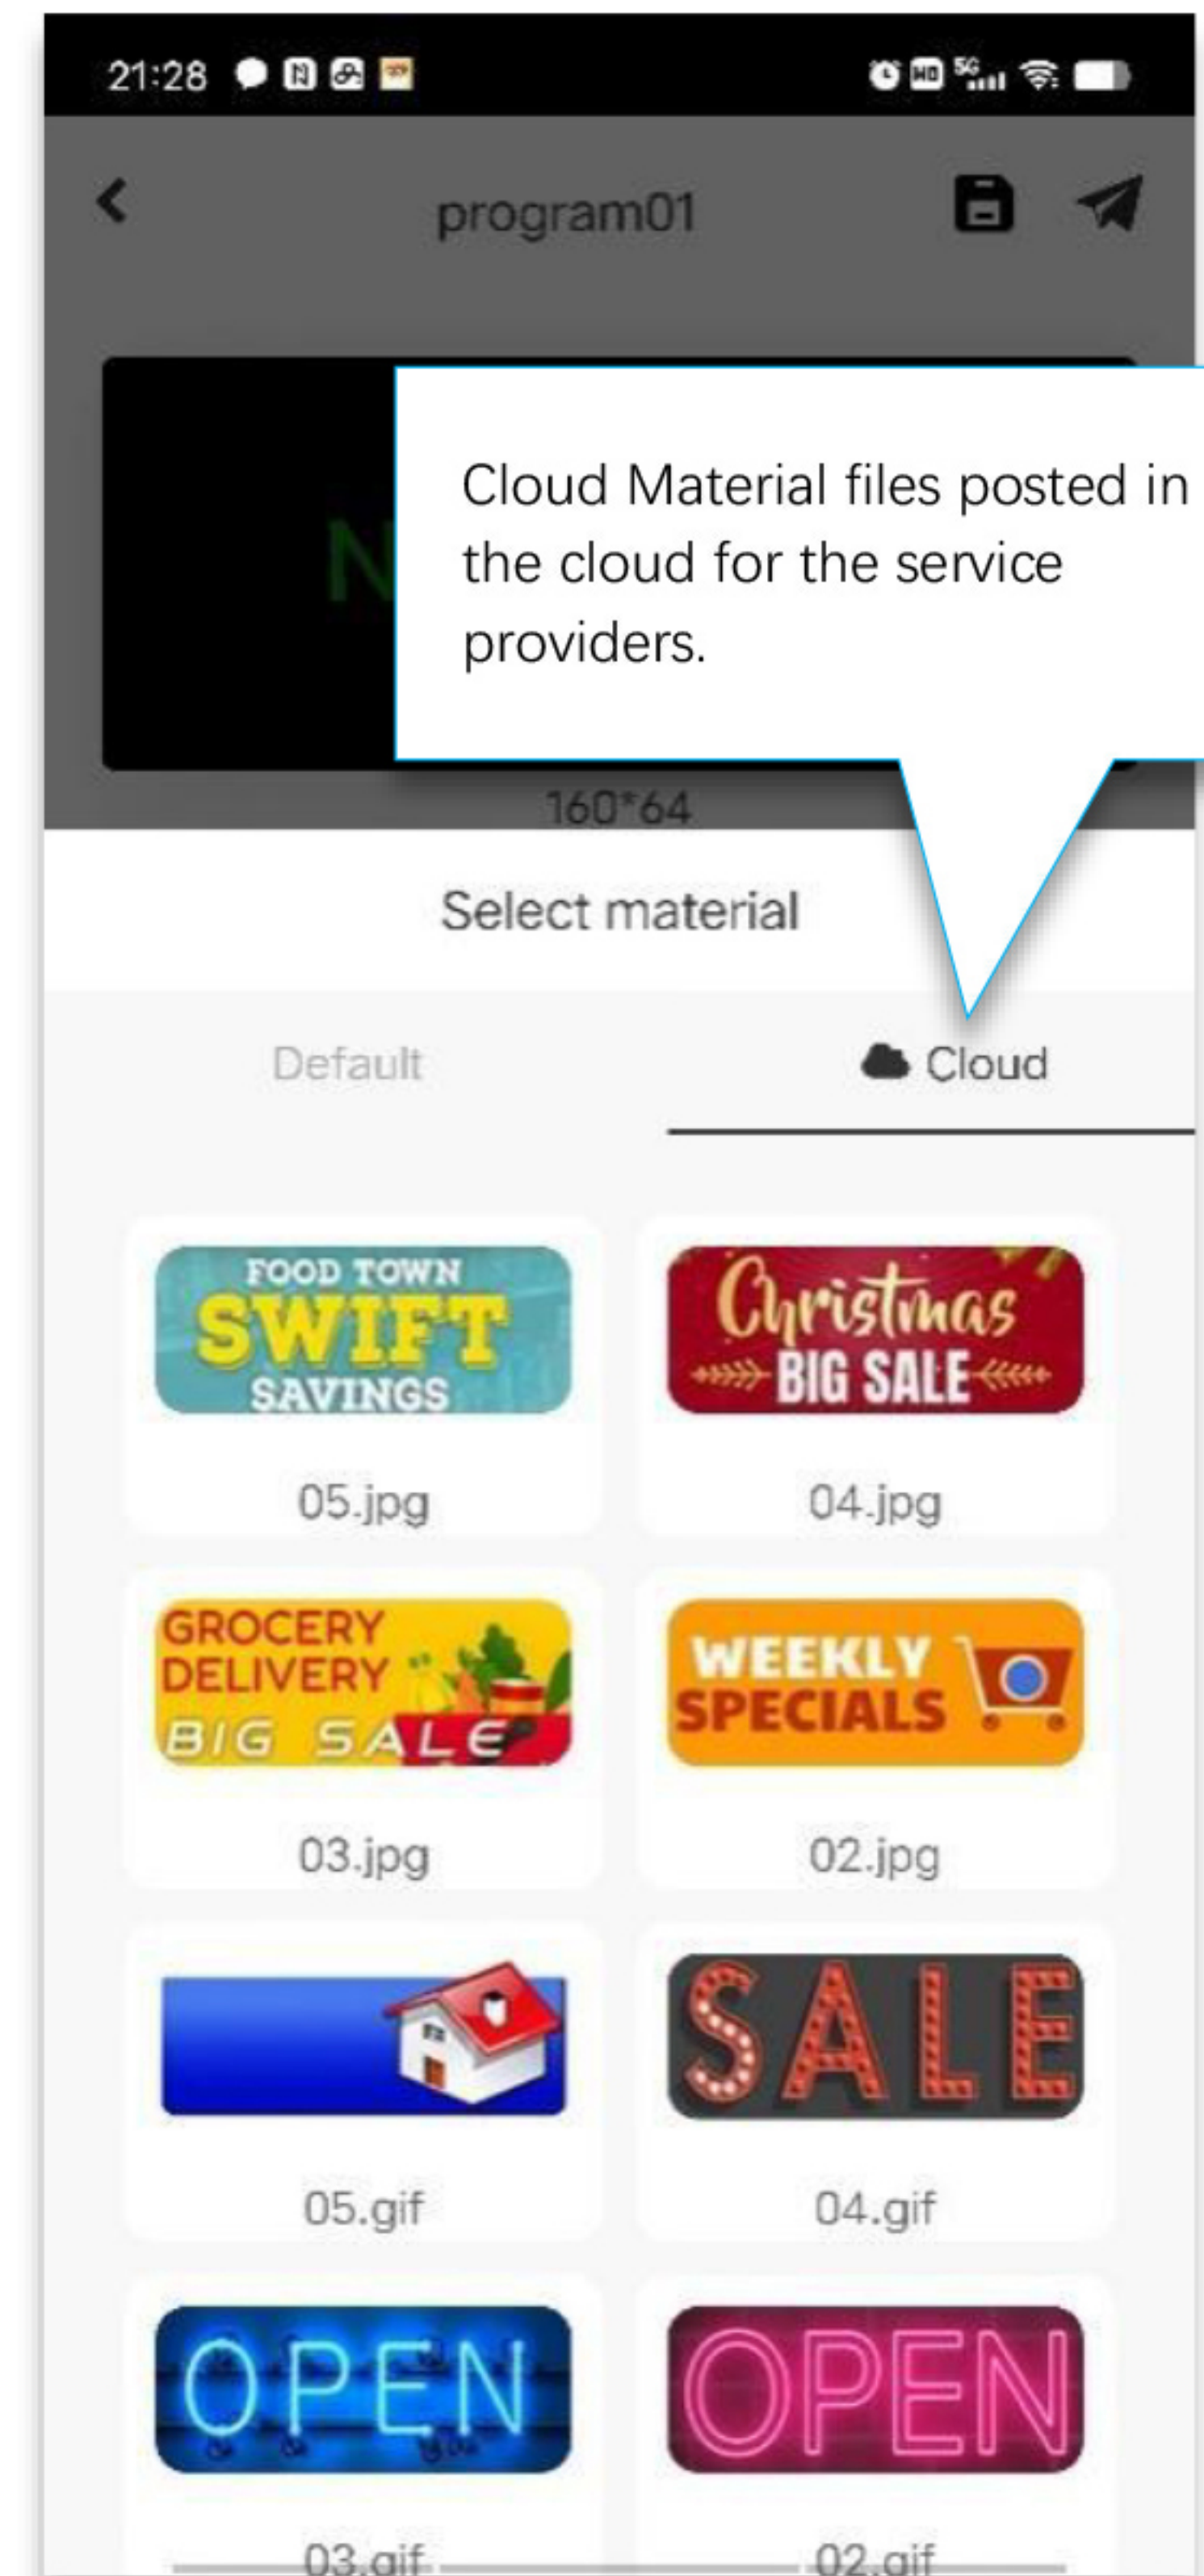 21:28
HD 5G
program01
N
Cloud Material files posted in
the cloud for the service
providers.
160*64
Select material
Default
Cloud
FOOD TOWN
SWIFT
SAVINGS
Christmas
BIG SALE
05.jpg
04.jpg
GROCERY
DELIVERY
BIG SALE
WEEKLY
SPECIALS
03.jpg
02.jpg
SALE
05.gif
04.gif
OPEN
OPEN
03.gif
02.gif